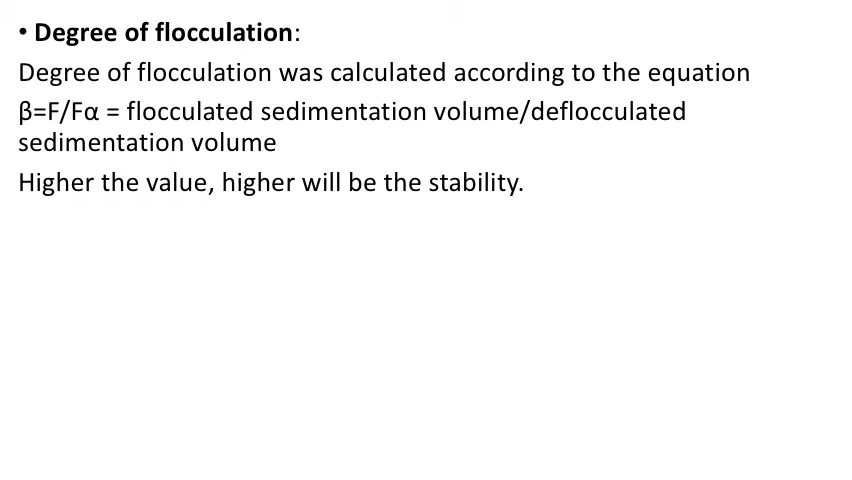 • Degree of flocculation:
Degree of flocculation was calculated according to the equation
β=F/Fα = flocculated sedimentation volume/deflocculated
sedimentation volume
Higher the value, higher will be the stability.